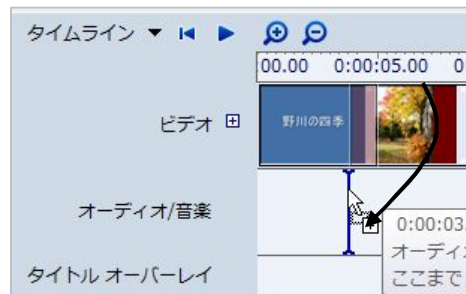 タイムライン
00.00 0:00:05.00 0
ビデオ
野川の四季
オーディオ/音楽
0:00:03.
オーディオ
ここまで
タイトル オーバーレイ